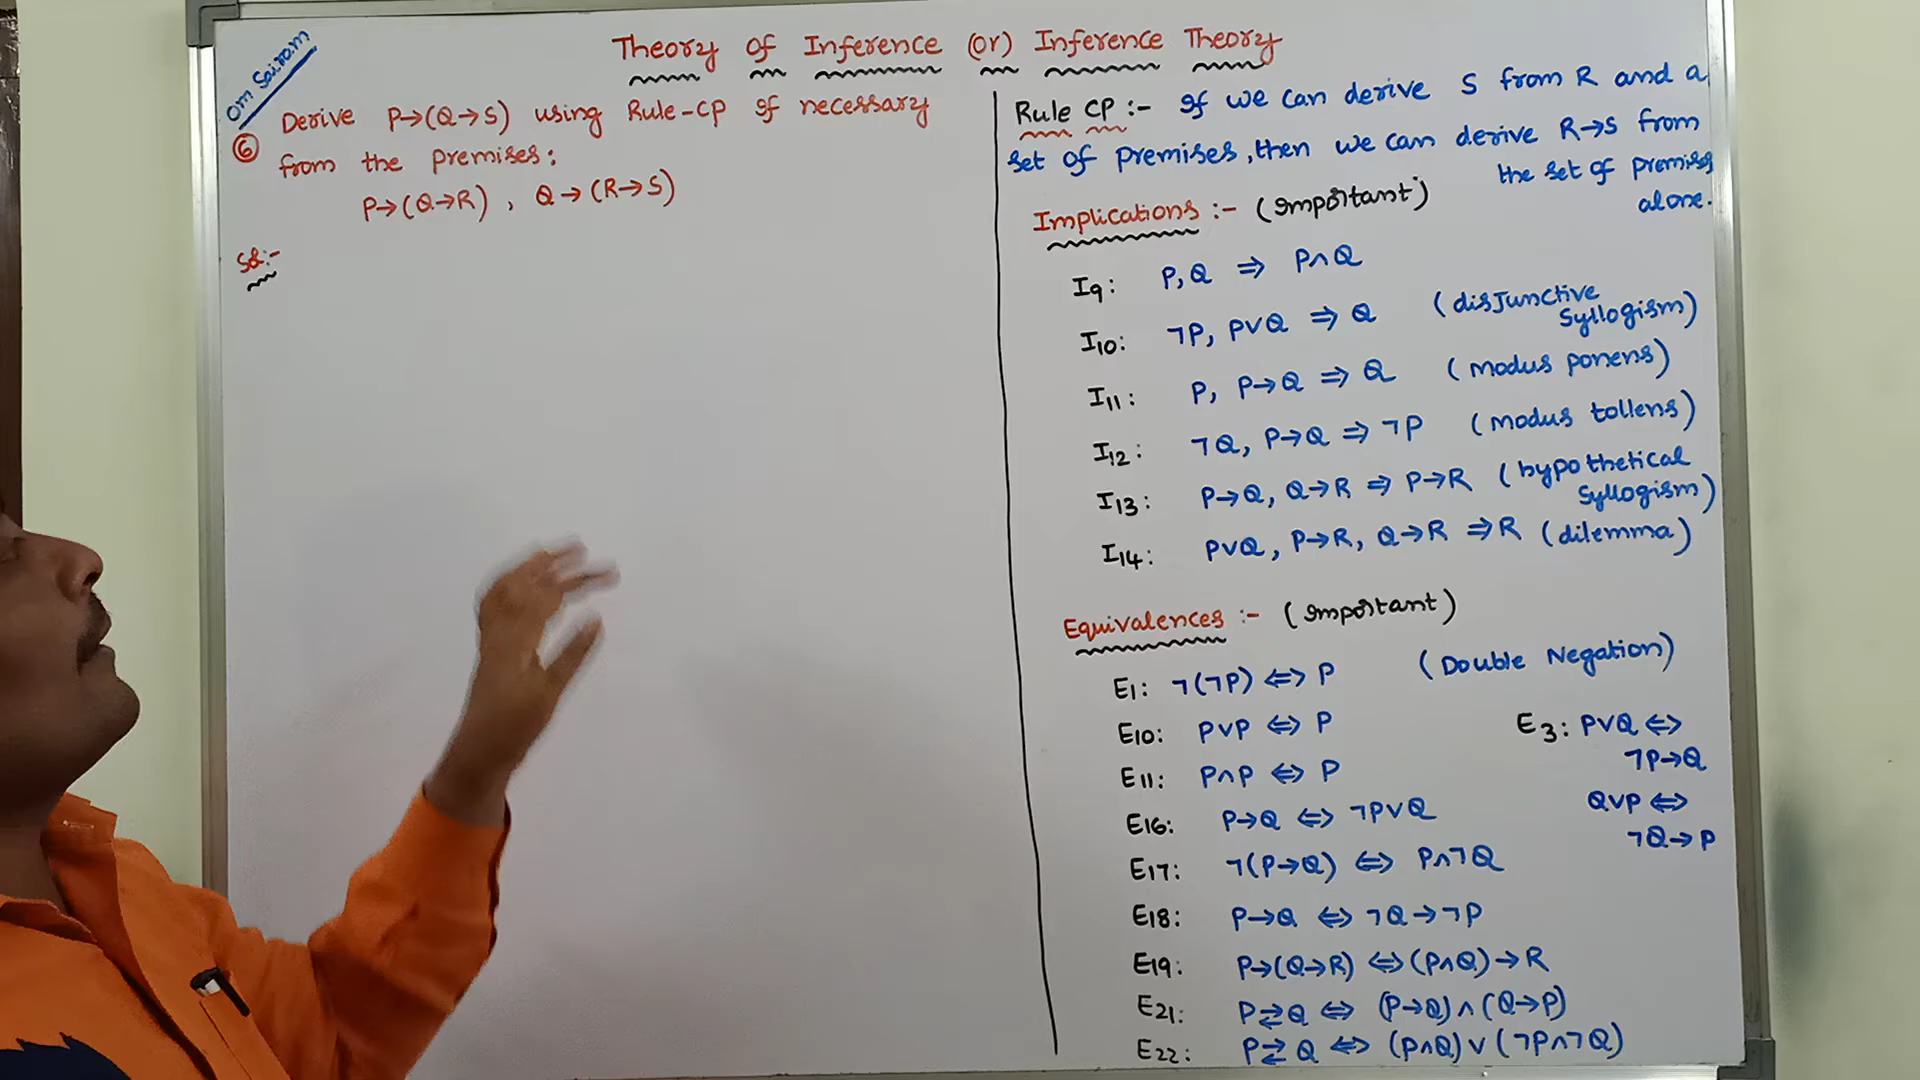 Om Sairam
Theory of Inference (or) Inference Theory
⑥ Derive P→(Q→S) using Rule-CP if necessary
from the premises:
P→(Q→R) , Q→(R→S)
Sol:-
Rule CP :- If we can derive S from R and a
set of premises, then we can derive R→S from
the set of premises
alone.
Implications :- (Important)
I9: P, Q ⇒ P∧Q
I10: ¬P, P∨Q ⇒ Q (disjunctive
syllogism)
I11: P, P→Q ⇒ Q (modus ponens)
I12: ¬Q, P→Q ⇒ ¬P (modus tollens)
I13: P→Q, Q→R ⇒ P→R (hypothetical
syllogism)
I14: P∨Q, P→R, Q→R ⇒ R (dilemma)
Equivalences :- (Important)
E1: ¬(¬P) ⇔ P (Double Negation)
E10: P∨P ⇔ P
E11: P∧P ⇔ P
E3: P∨Q ⇔
¬P→Q
Q∨P ⇔
¬Q→P
E16: P→Q ⇔ ¬P∨Q
E17: ¬(P→Q) ⇔ P∧¬Q
E18: P→Q ⇔ ¬Q→¬P
E19: P→(Q→R) ⇔ (P∧Q)→R
E21: P⇄Q ⇔ (P→Q)∧(Q→P)
E22: P⇄Q ⇔ (P∧Q)∨(¬P∧¬Q)